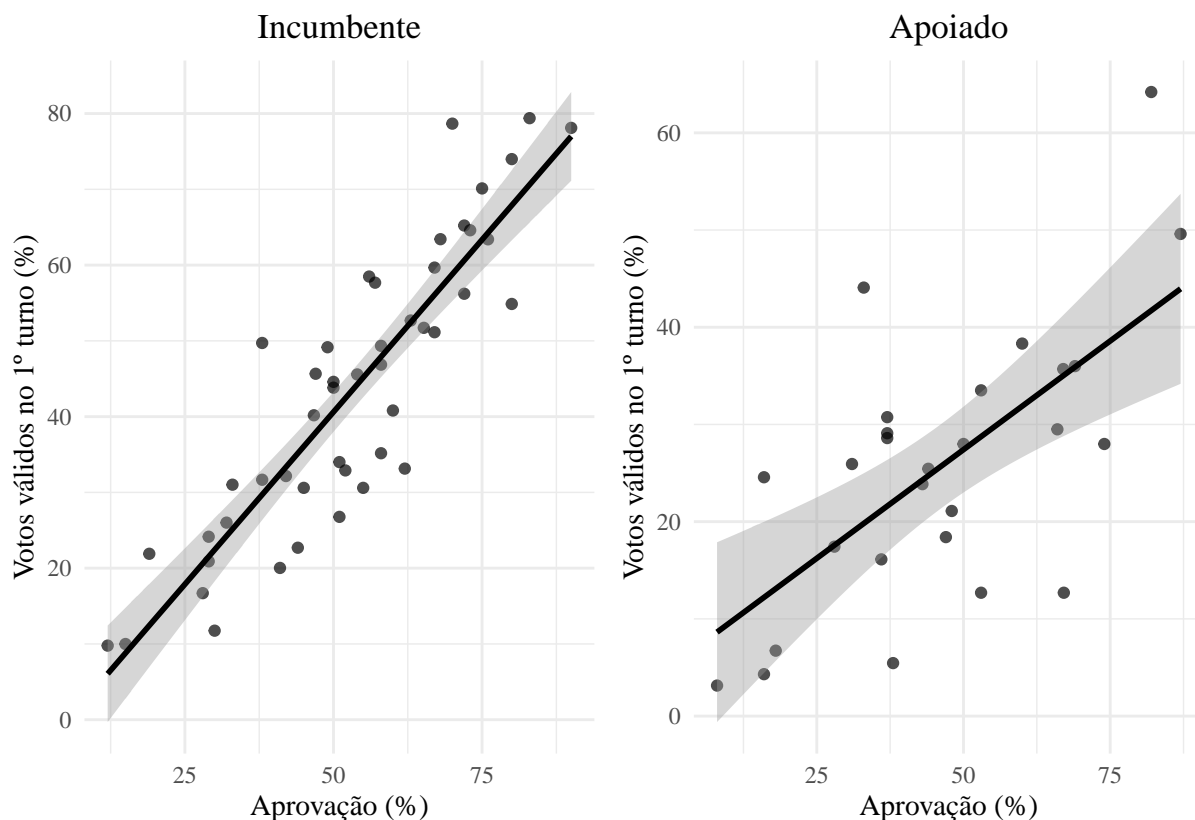 Incumbente
Votos válidos no 1º turno (%)
80
60
40
20
0
25
50
75
Aprovação (%)
Apoiado
Votos válidos no 1º turno (%)
60
40
20
0
25
50
75
Aprovação (%)